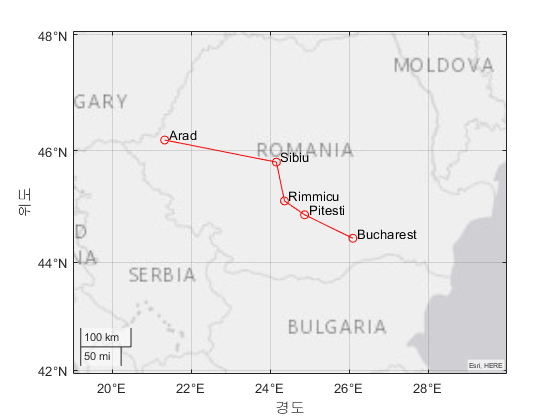 48°N
MOLDOVA
GARY
Arad
46°N
ROMANIA
Sibiu
Rimmicu
Pitesti
위도
D
Bucharest
NA
44°N
SERBIA
BULGARIA
100 km
50 mi
Esri, HERE
42°N
20°E
22°E
24°E
26°E
28°E
경도